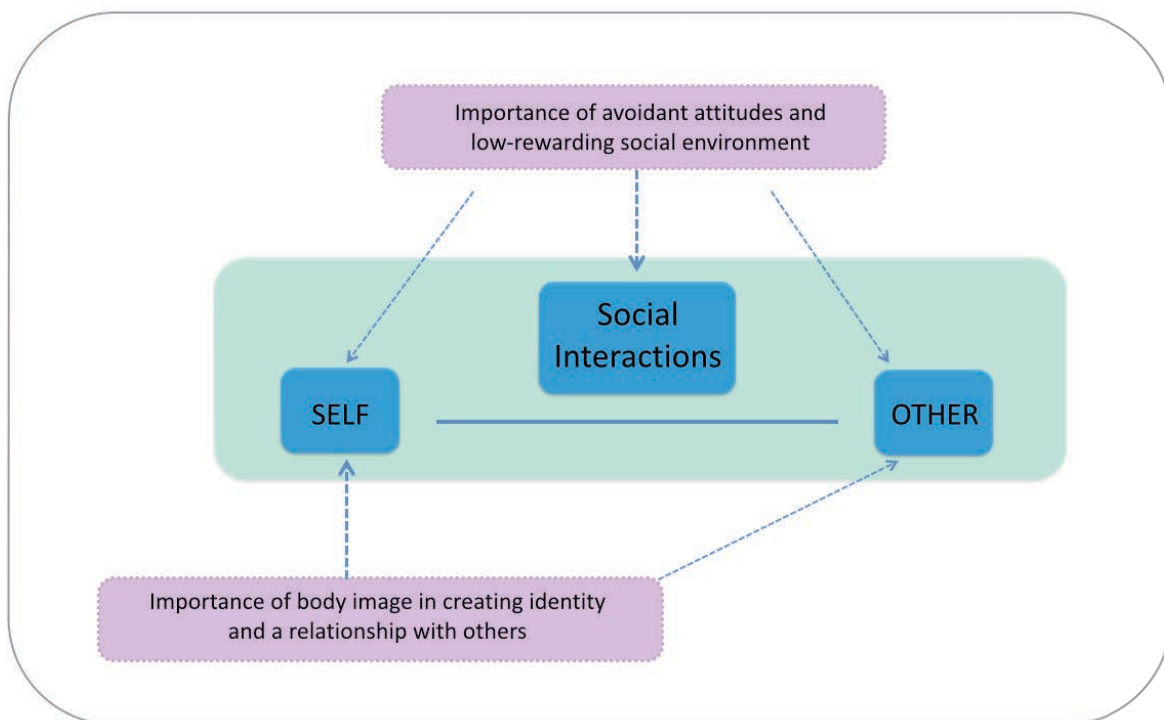 Importance of avoidant attitudes and
low-rewarding social environment
Social
Interactions
SELF
OTHER
Importance of body image in creating identity
and a relationship with others